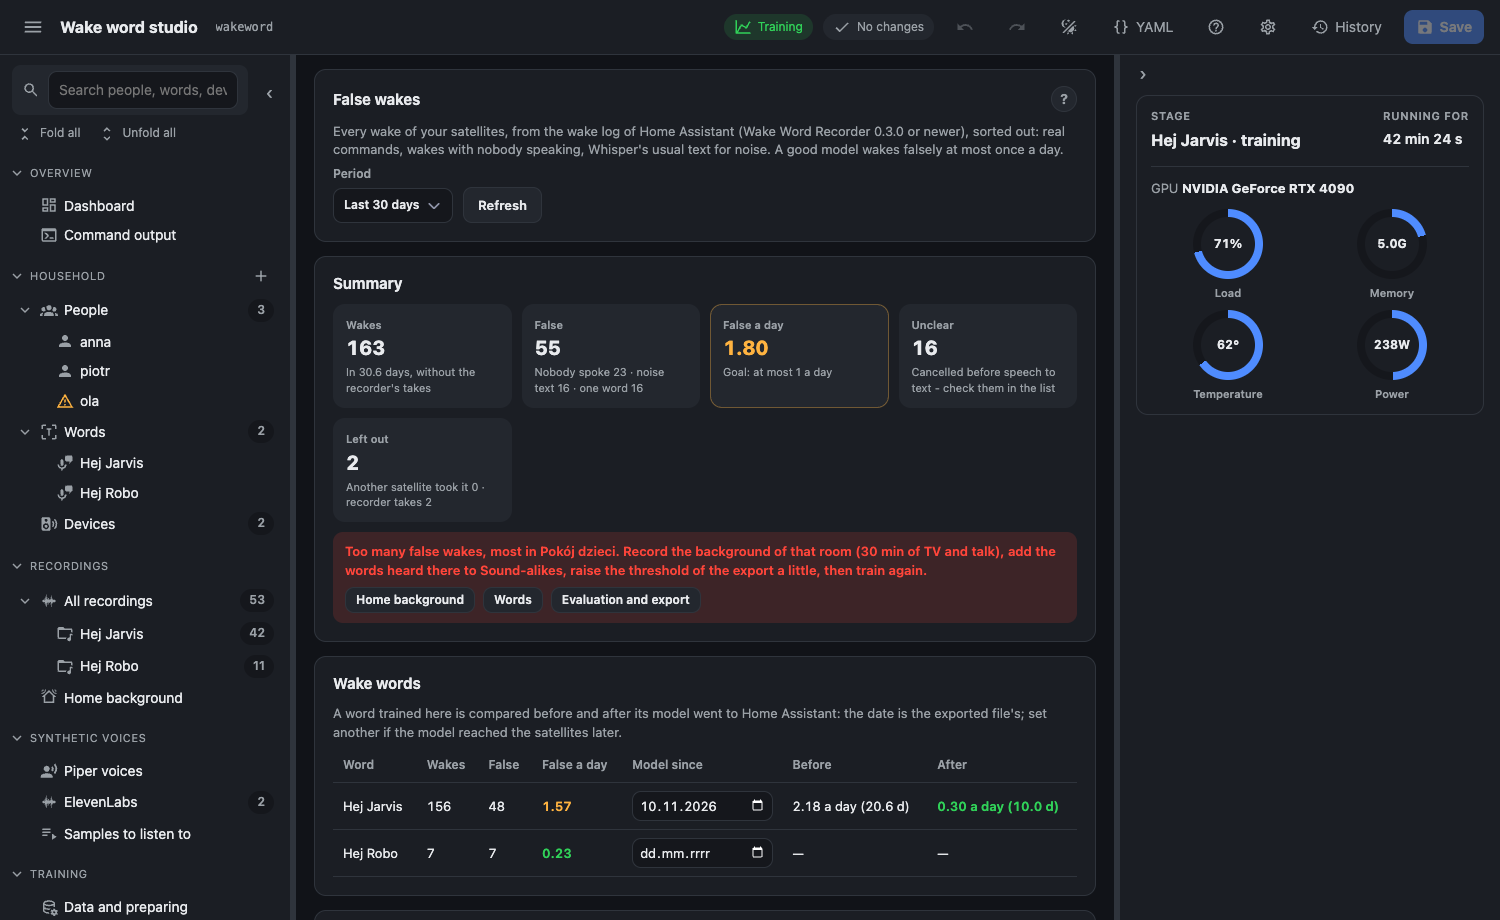 Wake word studio wakeword
Training
No changes
YAML
History
Save
Search people, words, dev
Fold all
Unfold all
OVERVIEW
Dashboard
Command output
HOUSEHOLD
People 3
anna
piotr
ola
Words 2
Hej Jarvis
Hej Robo
Devices 2
RECORDINGS
All recordings 53
Hej Jarvis 42
Hej Robo 11
Home background
SYNTHETIC VOICES
Piper voices
ElevenLabs 2
Samples to listen to
TRAINING
Data and preparing
False wakes
?
Every wake of your satellites, from the wake log of Home Assistant (Wake Word Recorder 0.3.0 or newer), sorted out: real
commands, wakes with nobody speaking, Whisper's usual text for noise. A good model wakes falsely at most once a day.
Period
Last 30 days
Refresh
Summary
Wakes
163
In 30.6 days, without the
recorder's takes
False
55
Nobody spoke 23 · noise
text 16 · one word 16
False a day
1.80
Goal: at most 1 a day
Unclear
16
Cancelled before speech to
text - check them in the list
Left out
2
Another satellite took it 0 ·
recorder takes 2
Too many false wakes, most in Pokój dzieci. Record the background of that room (30 min of TV and talk), add the
words heard there to Sound-alikes, raise the threshold of the export a little, then train again.
Home background
Words
Evaluation and export
Wake words
A word trained here is compared before and after its model went to Home Assistant: the date is the exported file's; set
another if the model reached the satellites later.
Word Wakes False False a day Model since Before After
Hej Jarvis 156 48 1.57 10.11.2026 2.18 a day (20.6 d) 0.30 a day (10.0 d)
Hej Robo 7 7 0.23 dd.mm.rrrr — —
STAGE
Hej Jarvis · training
RUNNING FOR
42 min 24 s
GPU NVIDIA GeForce RTX 4090
71%
Load
5.0G
Memory
62°
Temperature
238W
Power